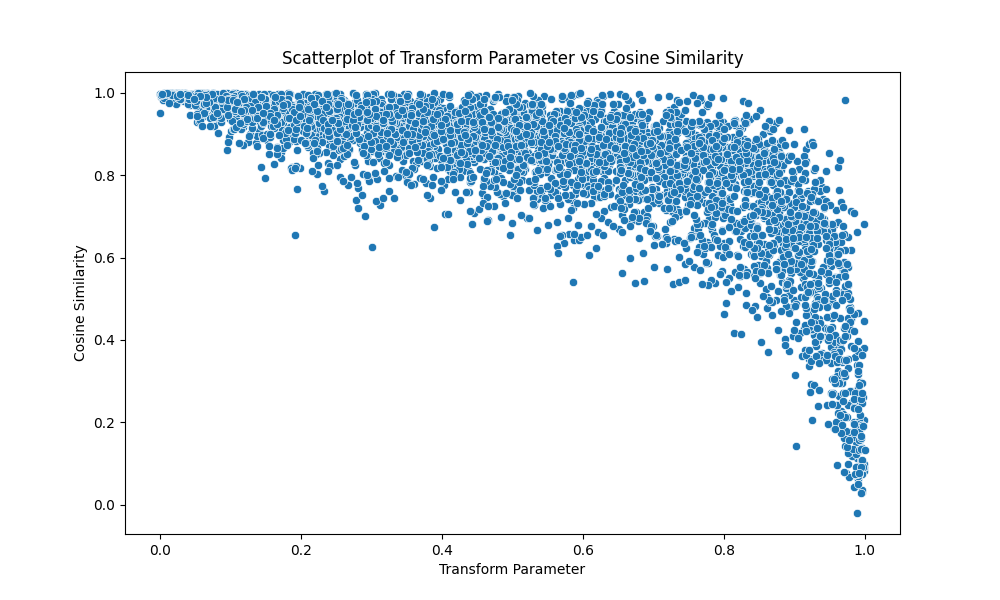 Scatterplot of Transform Parameter vs Cosine Similarity
1.0
0.8
0.6
0.4
0.2
0.0
Cosine Similarity
0.0 0.2 0.4 0.6 0.8 1.0
Transform Parameter